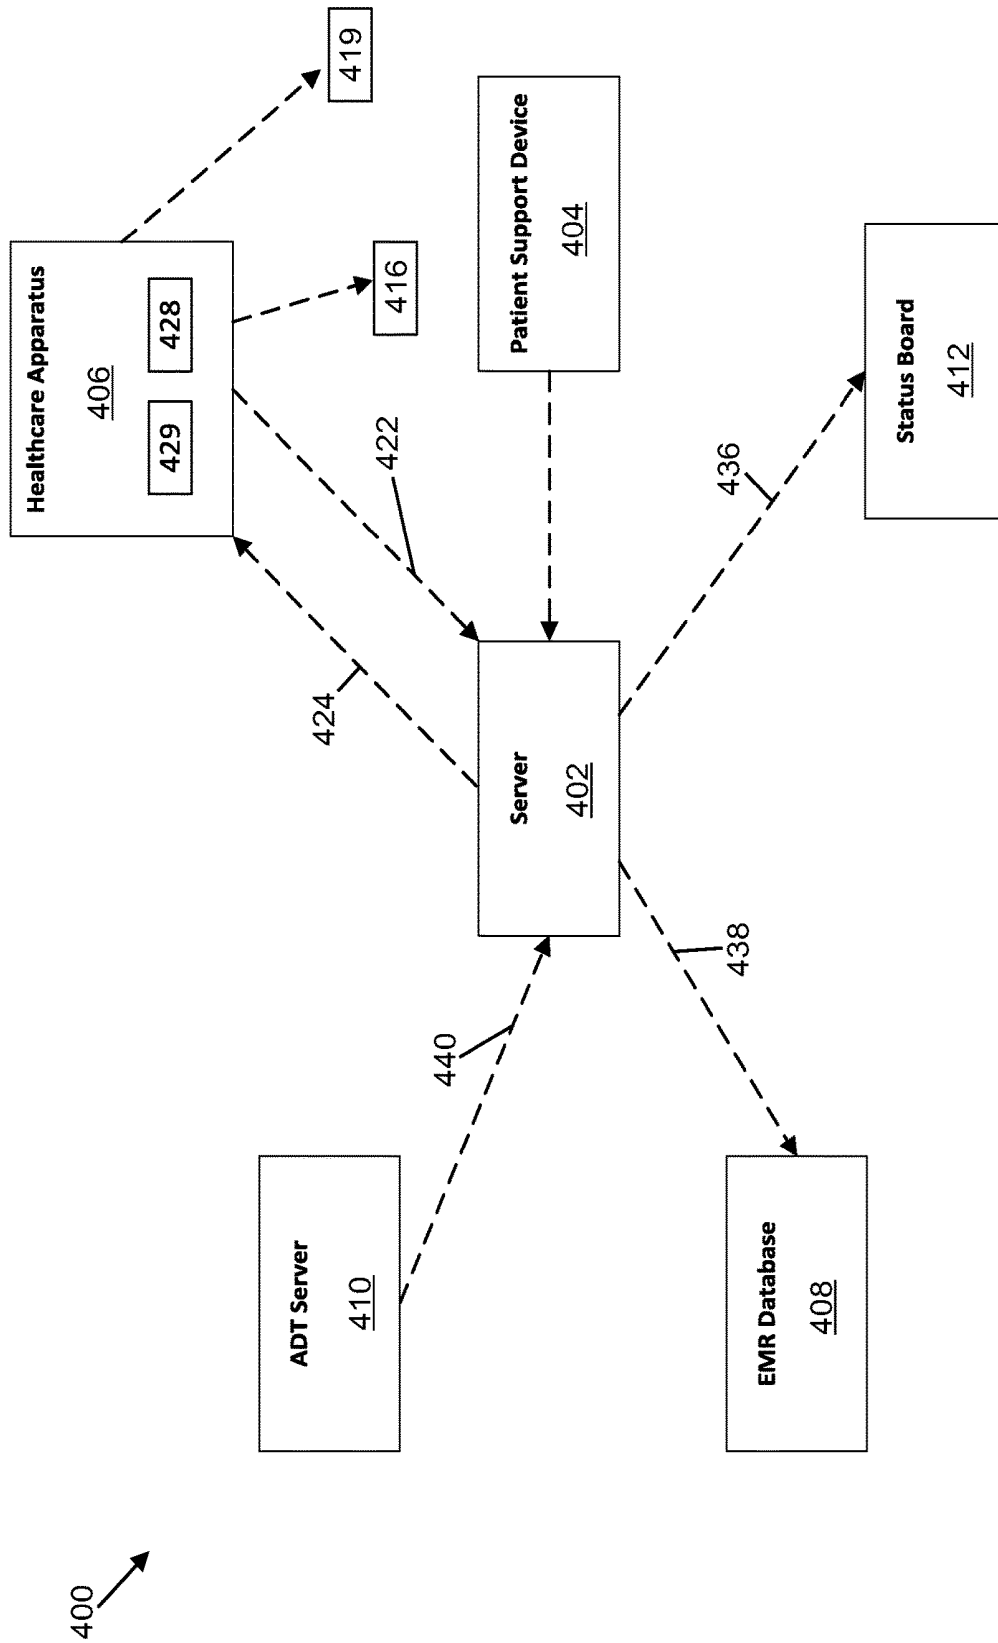 400
ADT Server
410
440
EMR Database
408
438
Server
402
424
422
436
Healthcare Apparatus
406
429
428
416
419
Patient Support Device
404
Status Board
412